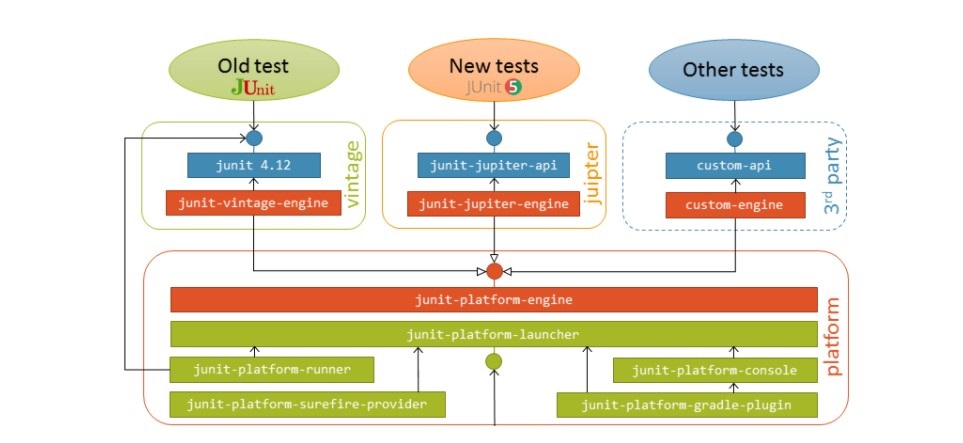 Old test
JUnit
New tests
JUnit 5
Other tests
junit 4.12
junit-vintage-engine
vintage
junit-jupiter-api
junit-jupiter-engine
juipter
custom-api
custom-engine
3rd party
junit-platform-engine
junit-platform-launcher
junit-platform-runner
junit-platform-console
junit-platform-surefire-provider
junit-platform-gradle-plugin
platform